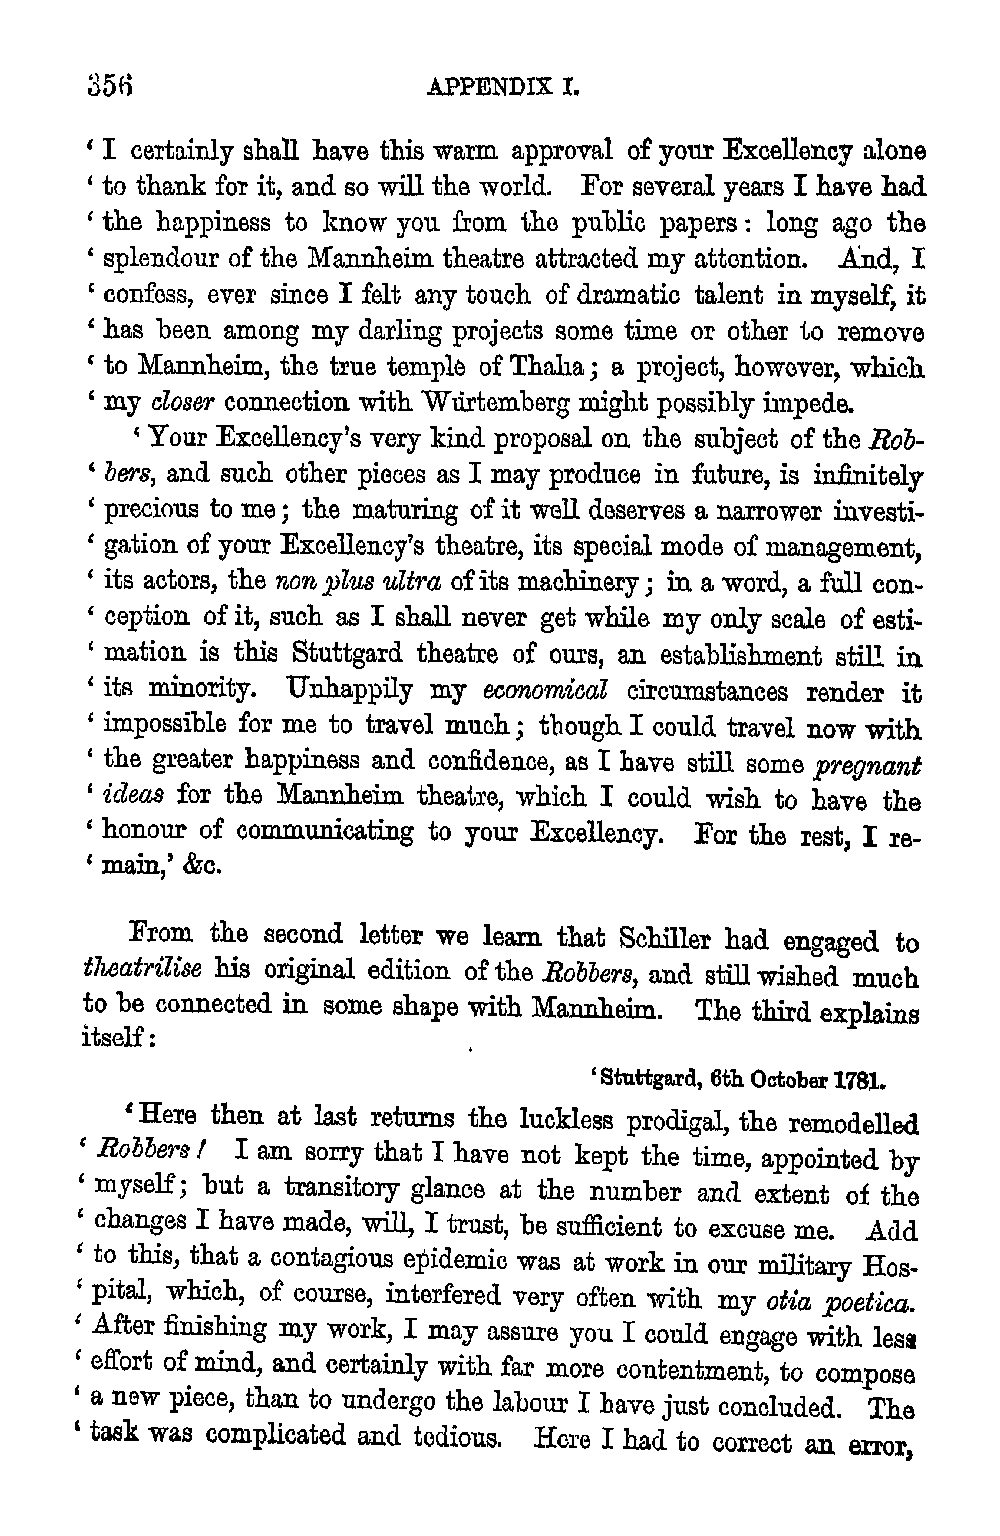 356 APPENDIX I.
‘ I certainly shall have this warm approval of your Excellency alone
‘ to thank for it, and so will the world. For several years I have had
‘ the happiness to know you from the public papers: long ago the
‘ splendour of the Mannheim theatre attracted my attention. And, I
‘ confess, ever since I felt any touch of dramatic talent in myself, it
‘ has been among my darling projects some time or other to remove
‘ to Mannheim, the true temple of Thalia; a project, however, which
‘ my closer connection with Würtemberg might possibly impede.
‘ Your Excellency's very kind proposal on the subject of the Rob-
‘ bers, and such other pieces as I may produce in future, is infinitely
‘ precious to me; the maturing of it well deserves a narrower investi-
‘ gation of your Excellency's theatre, its special mode of management,
‘ its actors, the non plus ultra of its machinery; in a word, a full con-
‘ ception of it, such as I shall never get while my only scale of esti-
‘ mation is this Stuttgard theatre of ours, an establishment still in
‘ its minority. Unhappily my economical circumstances render it
‘ impossible for me to travel much; though I could travel now with
‘ the greater happiness and confidence, as I have still some pregnant
‘ ideas for the Mannheim theatre, which I could wish to have the
‘ honour of communicating to your Excellency. For the rest, I re-
‘ main,’ &c.
From the second letter we learn that Schiller had engaged to
theatrilise his original edition of the Robbers, and still wished much
to be connected in some shape with Mannheim. The third explains
itself:
‘ Stuttgard, 6th October 1781.
‘ Here then at last returns the luckless prodigal, the remodelled
‘ Robbers! I am sorry that I have not kept the time, appointed by
‘ myself; but a transitory glance at the number and extent of the
‘ changes I have made, will, I trust, be sufficient to excuse me. Add
‘ to this, that a contagious epidemic was at work in our military Hos-
‘ pital, which, of course, interfered very often with my otia poetica.
‘ After finishing my work, I may assure you I could engage with less
‘ effort of mind, and certainly with far more contentment, to compose
‘ a new piece, than to undergo the labour I have just concluded. The
‘ task was complicated and tedious. Here I had to correct an error,